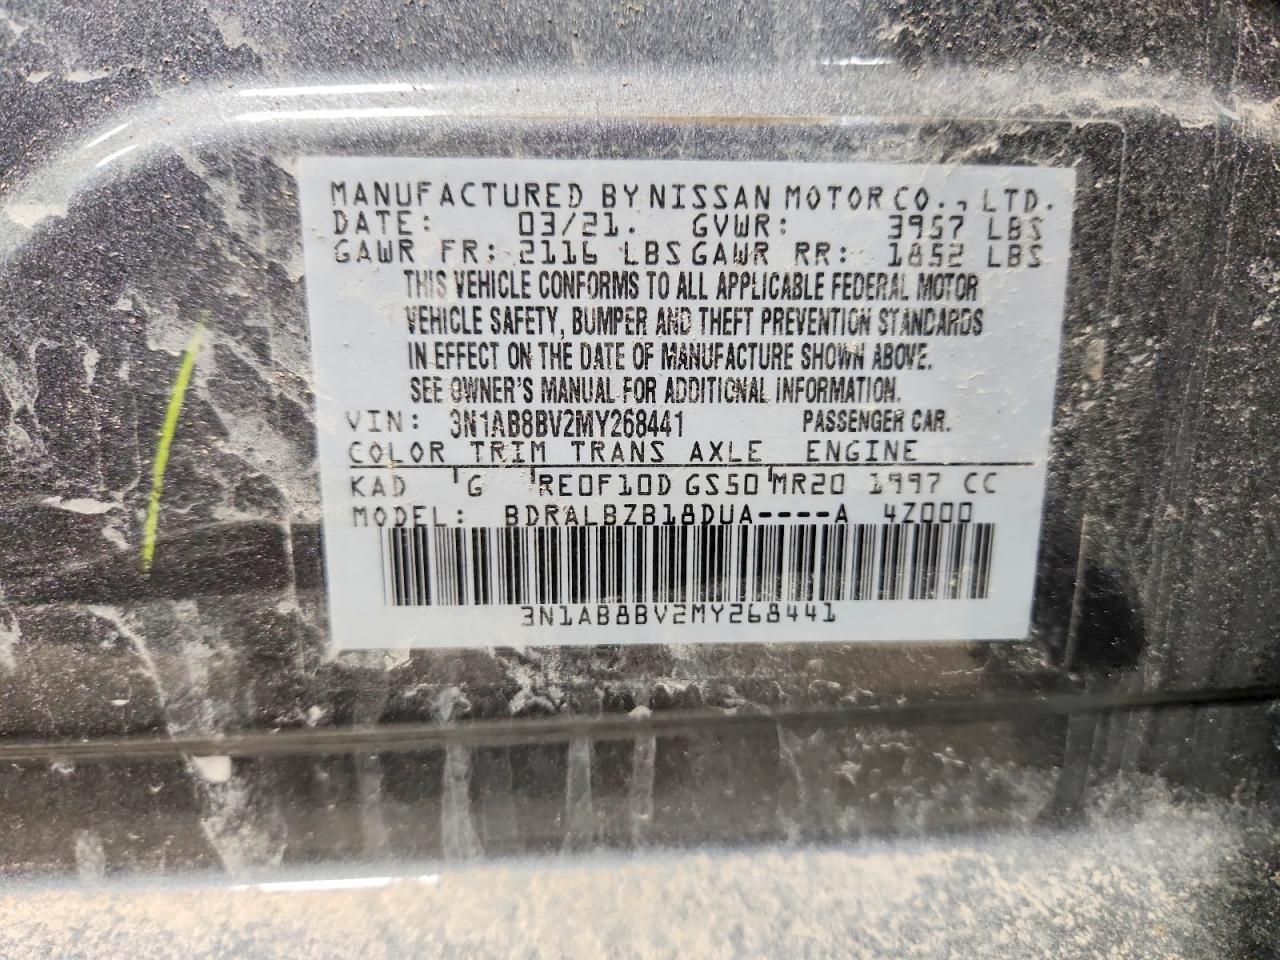 MANUFACTURED BY NISSAN MOTOR CO., LTD.
DATE: 03/21. GVWR: 3957 LBS
GAWR FR: 2116 LBS GAWR RR: 1852 LBS
THIS VEHICLE CONFORMS TO ALL APPLICABLE FEDERAL MOTOR
VEHICLE SAFETY, BUMPER AND THEFT PREVENTION STANDARDS
IN EFFECT ON THE DATE OF MANUFACTURE SHOWN ABOVE.
SEE OWNER'S MANUAL FOR ADDITIONAL INFORMATION.
VIN: 3N1AB8BV2MY268441 PASSENGER CAR.
COLOR TRIM TRANS AXLE ENGINE
KAD G RE0F10D GS50 MR20 1997 CC
MODEL: BDRALBZB18DUA----A 4Z000
3N1AB8BV2MY268441